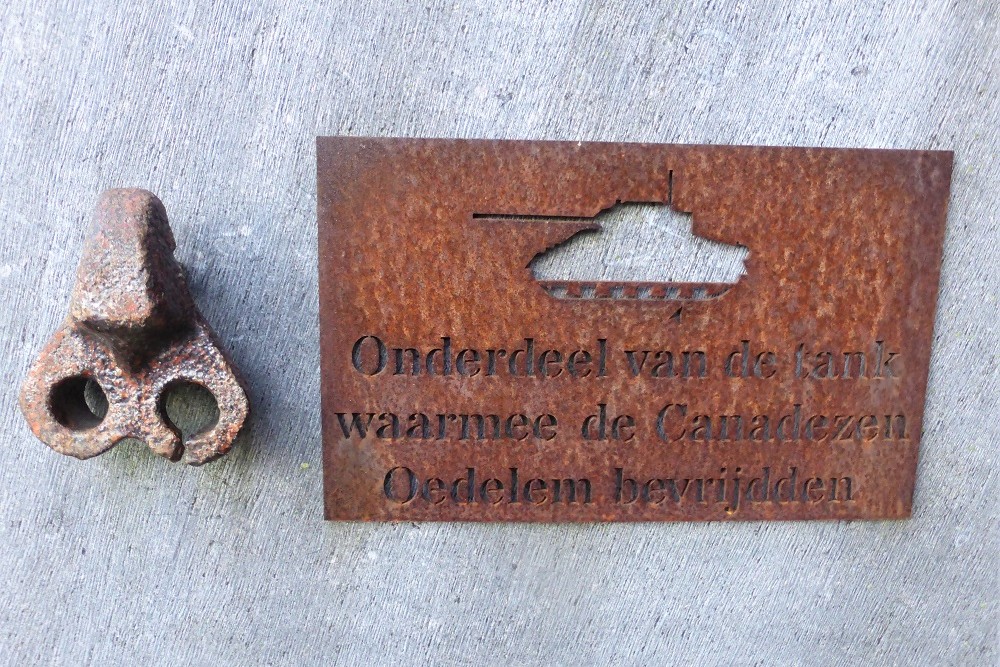 Onderdeel van de tank
waarmee de Canadezen
Oedelem bevrijdden